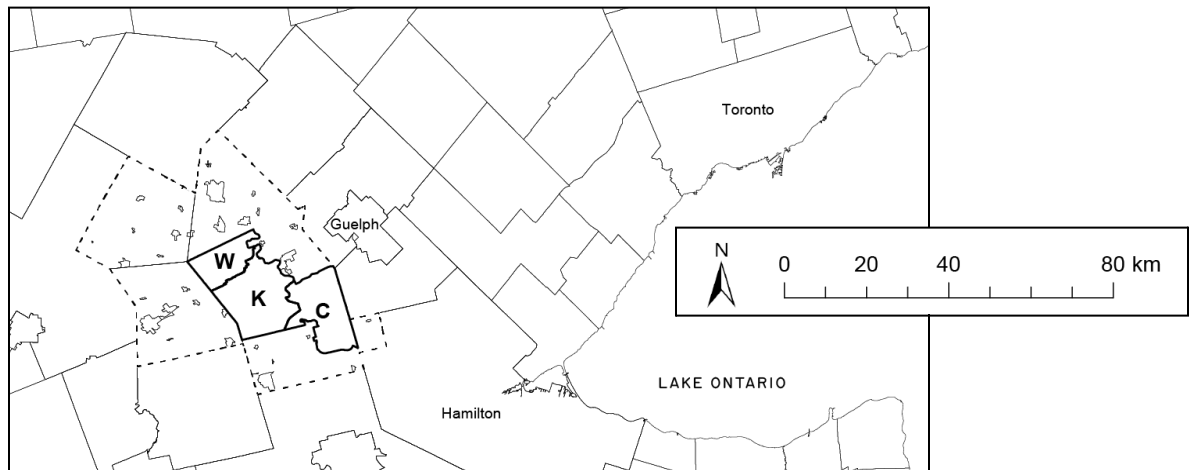 Toronto
Guelph
W
K
C
N
0 20 40 80 km
LAKE ONTARIO
Hamilton